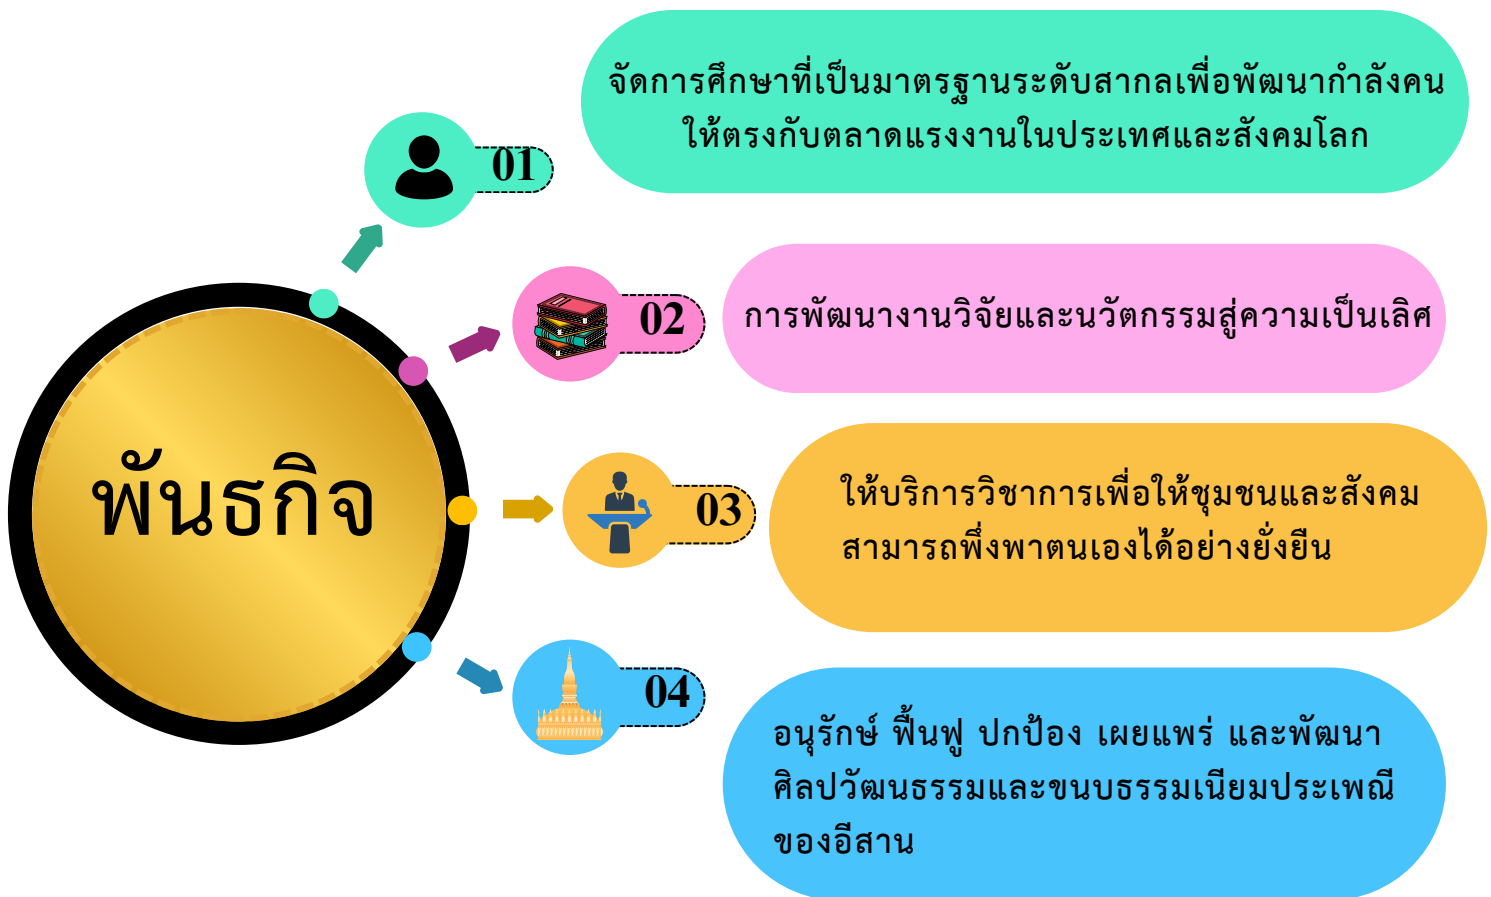 พันธกิจ
01
จัดการศึกษาที่เป็นมาตรฐานระดับสากลเพื่อพัฒนากำลังคน
ให้ตรงกับตลาดแรงงานในประเทศและสังคมโลก
02
การพัฒนางานวิจัยและนวัตกรรมสู่ความเป็นเลิศ
03
ให้บริการวิชาการเพื่อให้ชุมชนและสังคม
สามารถพึ่งพาตนเองได้อย่างยั่งยืน
04
อนุรักษ์ ฟื้นฟู ปกป้อง เผยแพร่ และพัฒนา
ศิลปวัฒนธรรมและขนบธรรมเนียมประเพณี
ของอีสาน